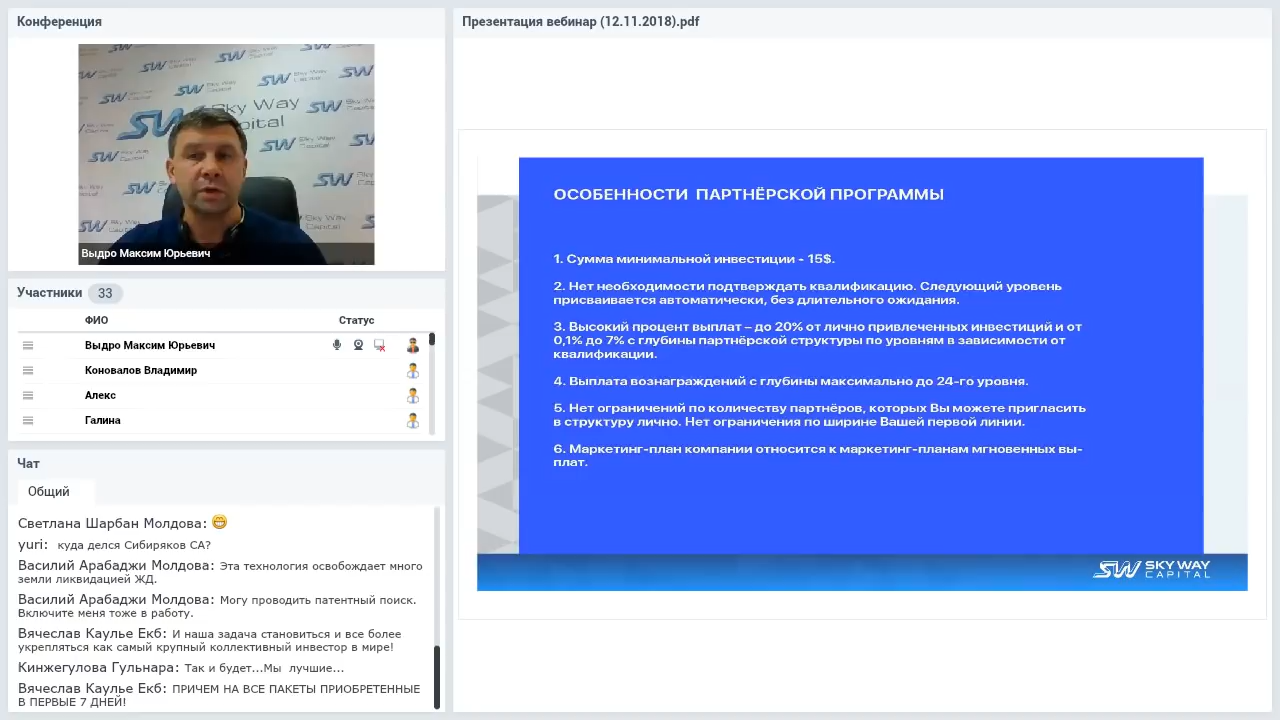 Конференция
Sky Way
Capital
Выдро Максим Юрьевич
Участники 33
ФИО Статус
Выдро Максим Юрьевич
Коновалов Владимир
Алекс
Галина
Чат
Общий
Светлана Шарбан Молдова:
yuri: куда делся Сибиряков СА?
Василий Арабаджи Молдова: Эта технология освобождает много
земли ликвидацией ЖД.
Василий Арабаджи Молдова: Могу проводить патентный поиск.
Включите меня тоже в работу.
Вячеслав Каулье Екб: И наша задача становиться и все более
укрепляться как самый крупный коллективный инвестор в мире!
Кинжегулова Гульнара: Так и будет...Мы лучшие...
Вячеслав Каулье Екб: ПРИЧЕМ НА ВСЕ ПАКЕТЫ ПРИОБРЕТЕННЫЕ
В ПЕРВЫЕ 7 ДНЕЙ!
Презентация вебинар (12.11.2018).pdf
ОСОБЕННОСТИ ПАРТНЁРСКОЙ ПРОГРАММЫ
1. Сумма минимальной инвестиции - 15$.
2. Нет необходимости подтверждать квалификацию. Следующий уровень
присваивается автоматически, без длительного ожидания.
3. Высокий процент выплат – до 20% от лично привлеченных инвестиций и от
0,1% до 7% с глубины партнёрской структуры по уровням в зависимости от
квалификации.
4. Выплата вознаграждений с глубины максимально до 24-го уровня.
5. Нет ограничений по количеству партнёров, которых Вы можете пригласить
в структуру лично. Нет ограничения по ширине Вашей первой линии.
6. Маркетинг-план компании относится к маркетинг-планам мгновенных вы-
плат.
SW SKY WAY
CAPITAL